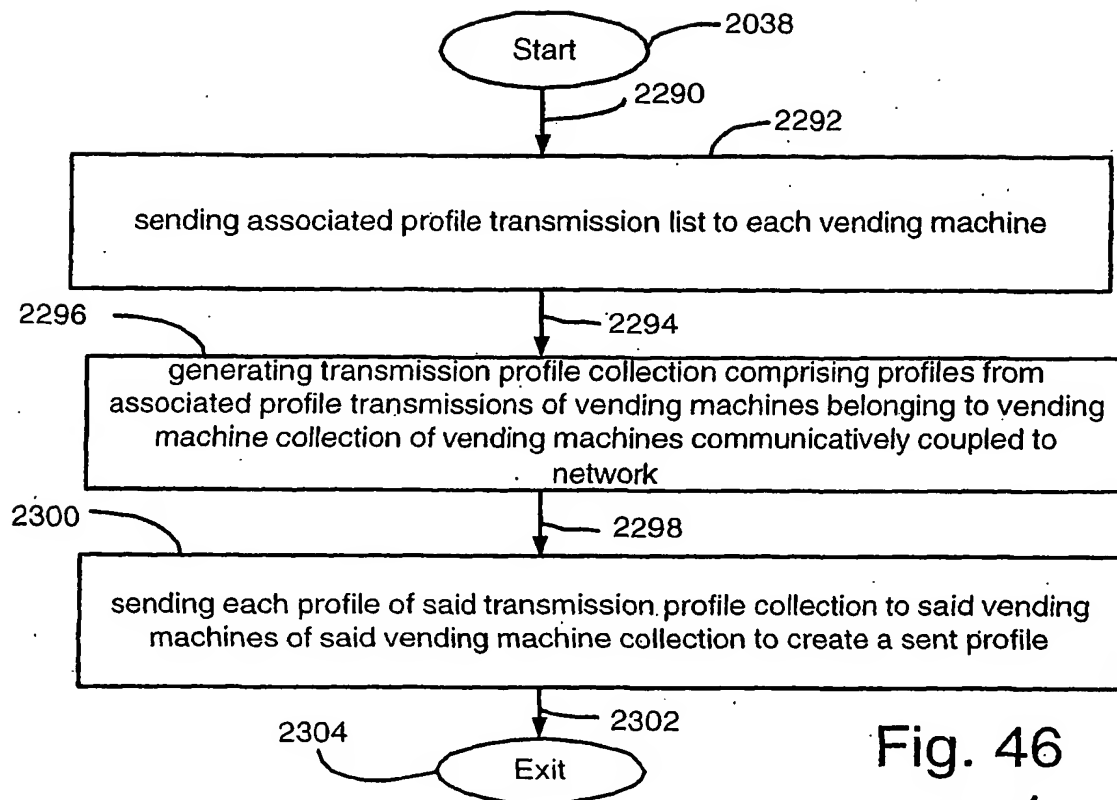 Start
2038
2290
2292
sending associated profile transmission list to each vending machine
2296
2294
generating transmission profile collection comprising profiles from
associated profile transmissions of vending machines belonging to vending
machine collection of vending machines communicatively coupled to
network
2300
2298
sending each profile of said transmission profile collection to said vending
machines of said vending machine collection to create a sent profile
2304
2302
Exit
Fig. 46